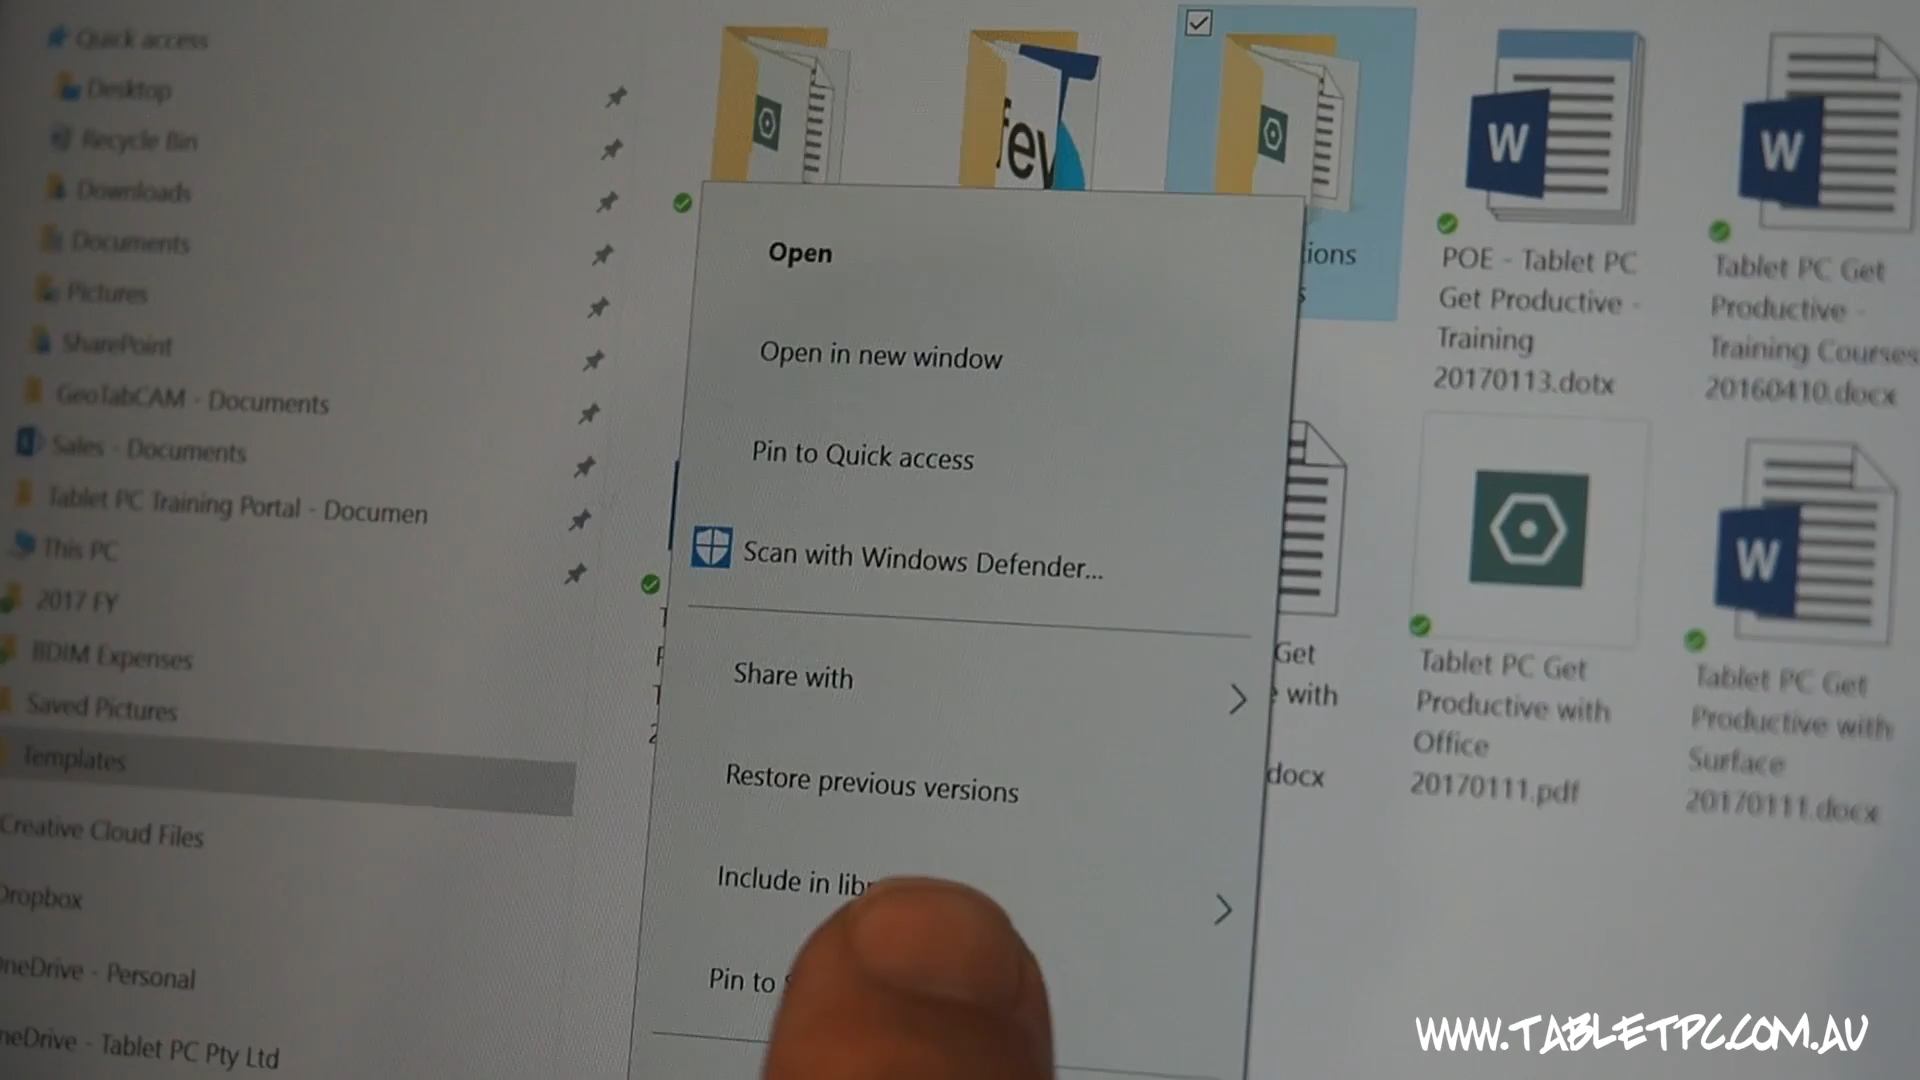 Quick access
Desktop
Recycle Bin
Downloads
Documents
Pictures
SharePoint
GeoTabCAM - Documents
Sales - Documents
Tablet PC Training Portal - Documen
This PC
2017 FY
BDIM Expenses
Saved Pictures
Templates
Creative Cloud Files
Dropbox
neDrive - Personal
neDrive - Tablet PC Pty Ltd
Open
Open in new window
Pin to Quick access
Scan with Windows Defender...
Share with
Restore previous versions
Include in libr
Pin to
fev
ions
s
W
POE - Tablet PC
Get Productive -
Training
20170113.dotx
W
Tablet PC Get
Productive -
Training Courses
20160410.docx
Get
with
docx
Tablet PC Get
Productive with
Office
20170111.pdf
W
Tablet PC Get
Productive with
Surface
20170111.docx
WWW.TABLETPC.COM.AU